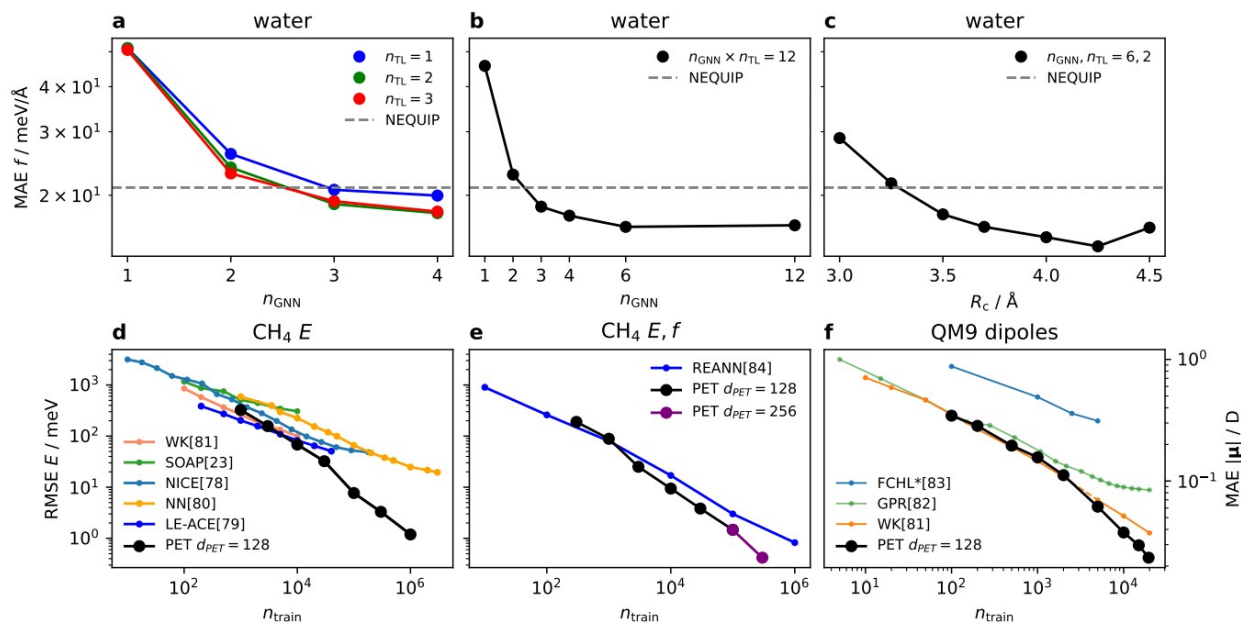 a water
n_TL = 1
n_TL = 2
n_TL = 3
NEQUIP
MAE f / meV/Å
4 × 10¹
3 × 10¹
2 × 10¹
1 2 3 4
n_GNN
b water
n_GNN × n_TL = 12
NEQUIP
1 2 3 4 6 12
n_GNN
c water
n_GNN, n_TL = 6, 2
NEQUIP
3.0 3.5 4.0 4.5
R_c / Å
d CH₄ E
RMSE E / meV
10³
10²
10¹
10⁰
WK[81]
SOAP[23]
NICE[78]
NN[80]
LE-ACE[79]
PET d_PET = 128
10² 10⁴ 10⁶
n_train
e CH₄ E, f
REANN[84]
PET d_PET = 128
PET d_PET = 256
10² 10⁴ 10⁶
n_train
f QM9 dipoles
FCHL*[83]
GPR[82]
WK[81]
PET d_PET = 128
10¹ 10² 10³ 10⁴
n_train
10⁰
10⁻¹
MAE |μ| / D